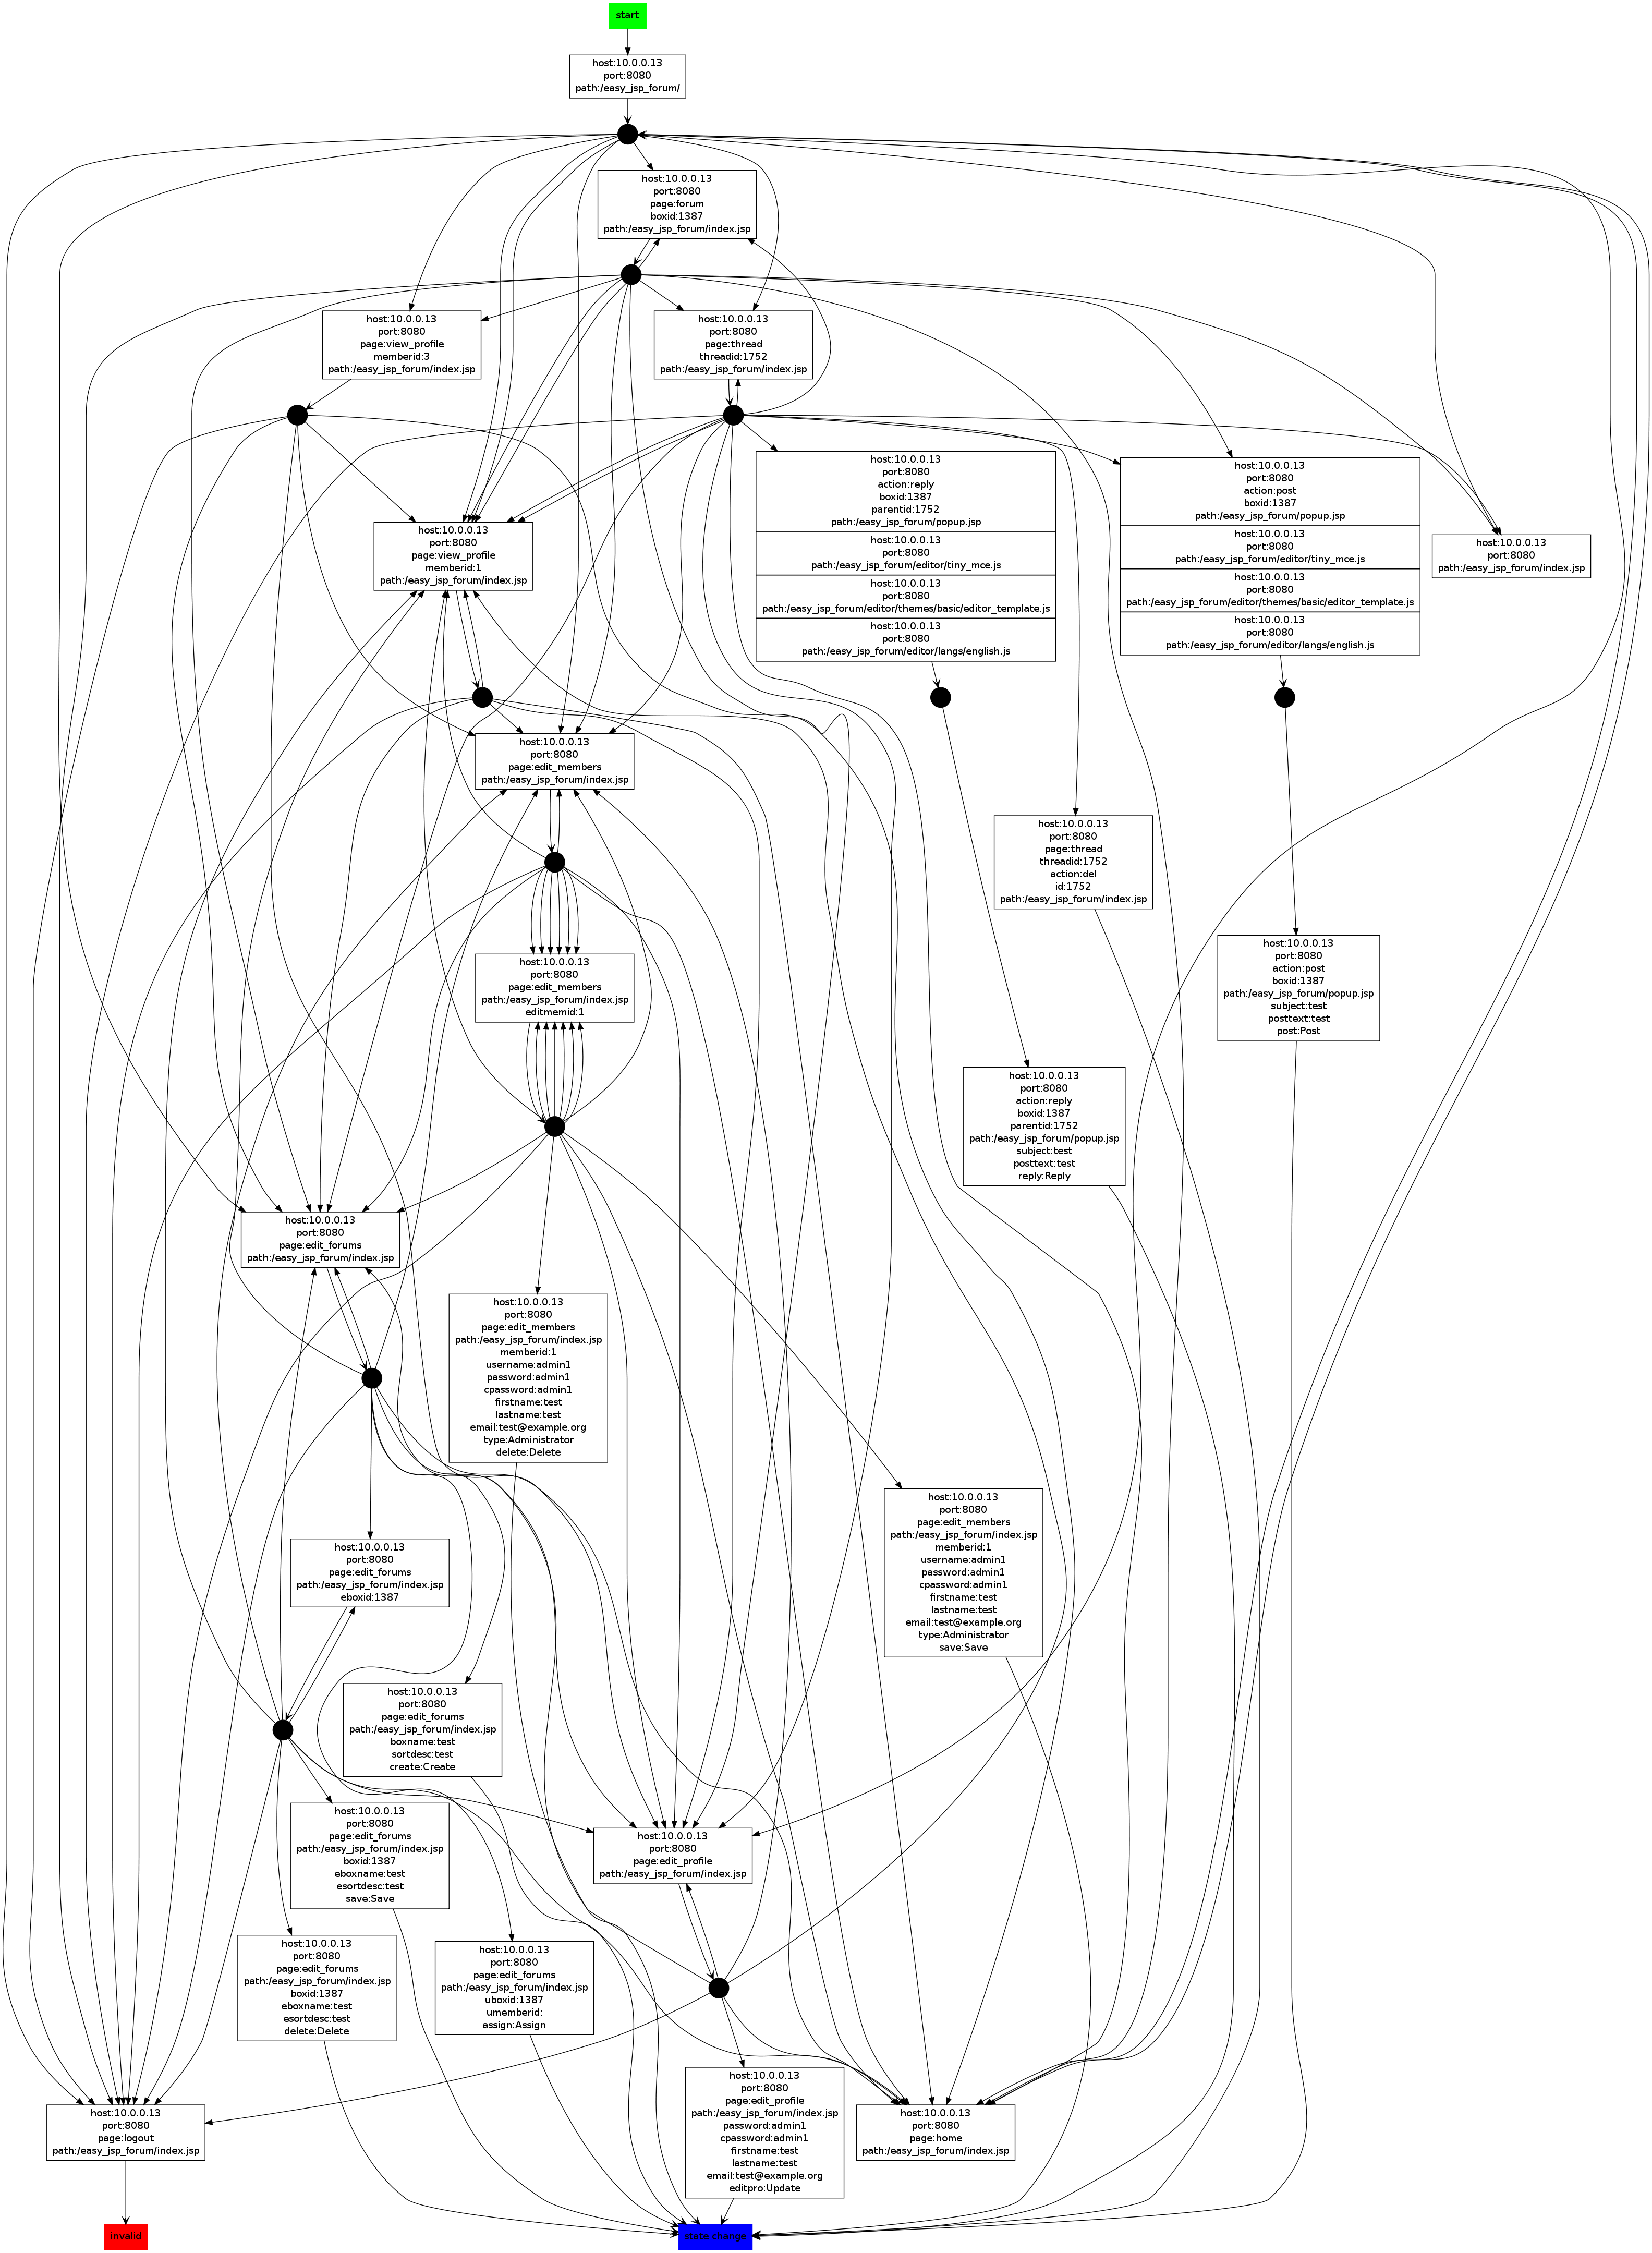 start
host:10.0.0.13
port:8080
path:/easy_jsp_forum/
host:10.0.0.13
port:8080
page:forum
boxid:1387
path:/easy_jsp_forum/index.jsp
host:10.0.0.13
port:8080
page:view_profile
memberid:3
path:/easy_jsp_forum/index.jsp
host:10.0.0.13
port:8080
page:thread
threadid:1752
path:/easy_jsp_forum/index.jsp
host:10.0.0.13
port:8080
action:reply
boxid:1387
parentid:1752
path:/easy_jsp_forum/popup.jsp
host:10.0.0.13
port:8080
path:/easy_jsp_forum/editor/tiny_mce.js
host:10.0.0.13
port:8080
path:/easy_jsp_forum/editor/themes/basic/editor_template.js
host:10.0.0.13
port:8080
path:/easy_jsp_forum/editor/langs/english.js
host:10.0.0.13
port:8080
action:post
boxid:1387
path:/easy_jsp_forum/popup.jsp
host:10.0.0.13
port:8080
path:/easy_jsp_forum/editor/tiny_mce.js
host:10.0.0.13
port:8080
path:/easy_jsp_forum/editor/themes/basic/editor_template.js
host:10.0.0.13
port:8080
path:/easy_jsp_forum/editor/langs/english.js
host:10.0.0.13
port:8080
page:view_profile
memberid:1
path:/easy_jsp_forum/index.jsp
host:10.0.0.13
port:8080
path:/easy_jsp_forum/index.jsp
host:10.0.0.13
port:8080
page:edit_members
path:/easy_jsp_forum/index.jsp
host:10.0.0.13
port:8080
page:thread
threadid:1752
action:del
id:1752
path:/easy_jsp_forum/index.jsp
host:10.0.0.13
port:8080
action:post
boxid:1387
path:/easy_jsp_forum/popup.jsp
subject:test
posttext:test
post:Post
host:10.0.0.13
port:8080
page:edit_members
path:/easy_jsp_forum/index.jsp
editmemid:1
host:10.0.0.13
port:8080
action:reply
boxid:1387
parentid:1752
path:/easy_jsp_forum/popup.jsp
subject:test
posttext:test
reply:Reply
host:10.0.0.13
port:8080
page:edit_forums
path:/easy_jsp_forum/index.jsp
host:10.0.0.13
port:8080
page:edit_members
path:/easy_jsp_forum/index.jsp
memberid:1
username:admin1
password:admin1
cpassword:admin1
firstname:test
lastname:test
email:test@example.org
type:Administrator
delete:Delete
host:10.0.0.13
port:8080
page:edit_members
path:/easy_jsp_forum/index.jsp
memberid:1
username:admin1
password:admin1
cpassword:admin1
firstname:test
lastname:test
email:test@example.org
type:Administrator
save:Save
host:10.0.0.13
port:8080
page:edit_forums
path:/easy_jsp_forum/index.jsp
eboxid:1387
host:10.0.0.13
port:8080
page:edit_forums
path:/easy_jsp_forum/index.jsp
boxname:test
sortdesc:test
create:Create
host:10.0.0.13
port:8080
page:edit_forums
path:/easy_jsp_forum/index.jsp
boxid:1387
eboxname:test
esortdesc:test
save:Save
host:10.0.0.13
port:8080
page:edit_profile
path:/easy_jsp_forum/index.jsp
host:10.0.0.13
port:8080
page:edit_forums
path:/easy_jsp_forum/index.jsp
boxid:1387
eboxname:test
esortdesc:test
delete:Delete
host:10.0.0.13
port:8080
page:edit_forums
path:/easy_jsp_forum/index.jsp
uboxid:1387
umemberid:
assign:Assign
host:10.0.0.13
port:8080
page:edit_profile
path:/easy_jsp_forum/index.jsp
password:admin1
cpassword:admin1
firstname:test
lastname:test
email:test@example.org
editpro:Update
host:10.0.0.13
port:8080
page:logout
path:/easy_jsp_forum/index.jsp
host:10.0.0.13
port:8080
page:home
path:/easy_jsp_forum/index.jsp
invalid
state change